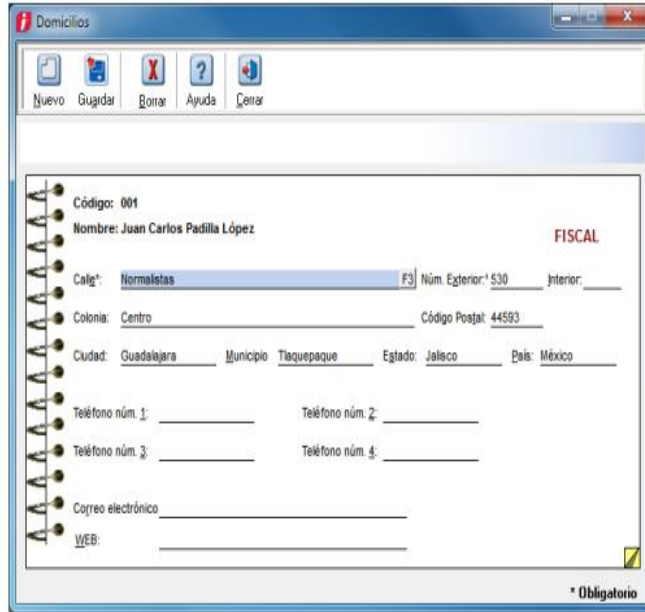 Domicilios
Nuevo Guardar Borrar Ayuda Cerrar
Código: 001
Nombre: Juan Carlos Padilla López
FISCAL
Calle*: Normalistas F3 Núm. Exterior:* 530 Interior:
Colonia: Centro Código Postal: 44593
Ciudad: Guadalajara Municipio Tlaquepaque Estado: Jalisco País: México
Teléfono núm. 1: Teléfono núm. 2:
Teléfono núm. 3: Teléfono núm. 4:
Correo electrónico
WEB:
* Obligatorio